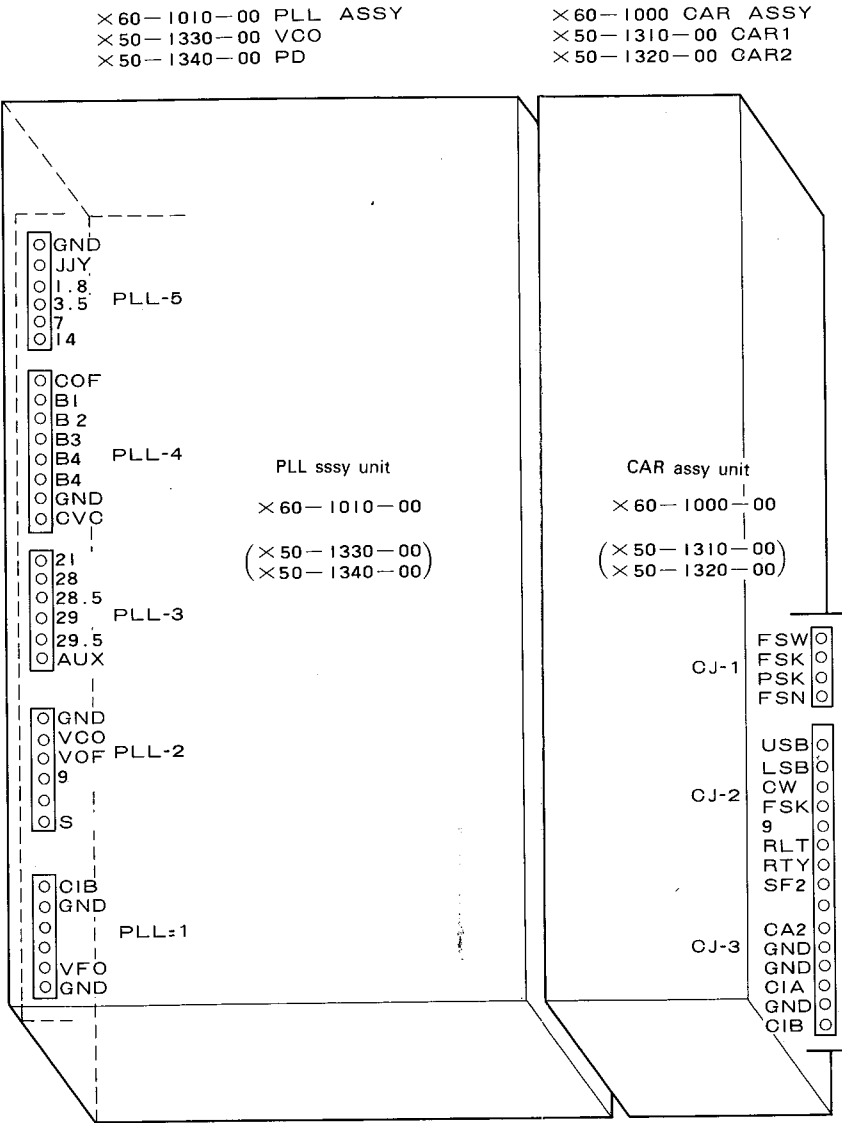 ×60-1010-00 PLL ASSY
×50-1330-00 VCO
×50-1340-00 PD
×60-1000 CAR ASSY
×50-1310-00 CAR1
×50-1320-00 CAR2
GND
JJY
1.8
3.5
7
14
PLL-5
COF
B1
B2
B3
B4
B4
GND
CVC
PLL-4
21
28
28.5
29
29.5
AUX
PLL-3
GND
VCO
VOF
9
S
PLL-2
CIB
GND
VFO
GND
PLL=1
PLL sssy unit
×60-1010-00
(×50-1330-00)
(×50-1340-00)
CAR assy unit
×60-1000-00
(×50-1310-00)
(×50-1320-00)
CJ-1
FSW
FSK
PSK
FSN
CJ-2
USB
LSB
CW
FSK
9
RLT
RTY
SF2
CJ-3
CA2
GND
GND
CIA
GND
CIB